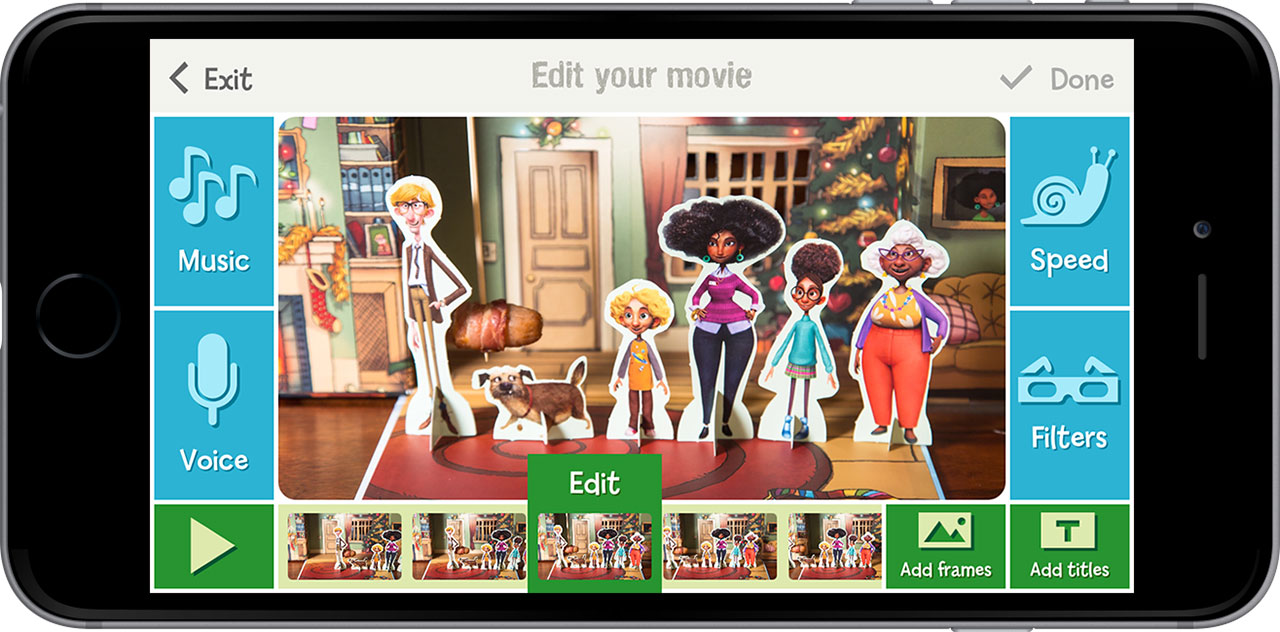 Exit
Edit your movie
Done
Music
Speed
Voice
Filters
Edit
Add frames
T
Add titles